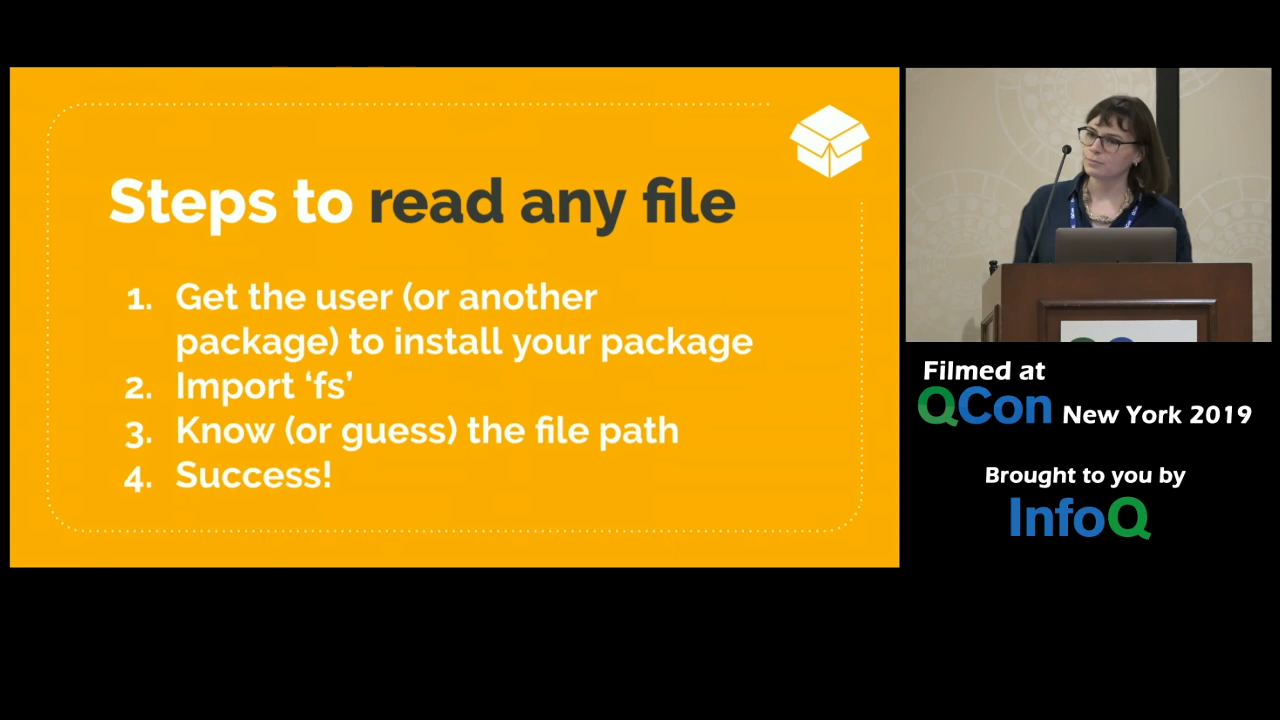 Steps to read any file
1. Get the user (or another
package) to install your package
2. Import ‘fs’
3. Know (or guess) the file path
4. Success!
Filmed at
QCon New York 2019
Brought to you by
InfoQ